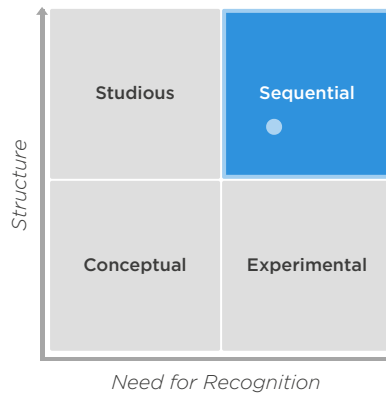 Studious
Sequential
Structure
Conceptual
Experimental
Need for Recognition